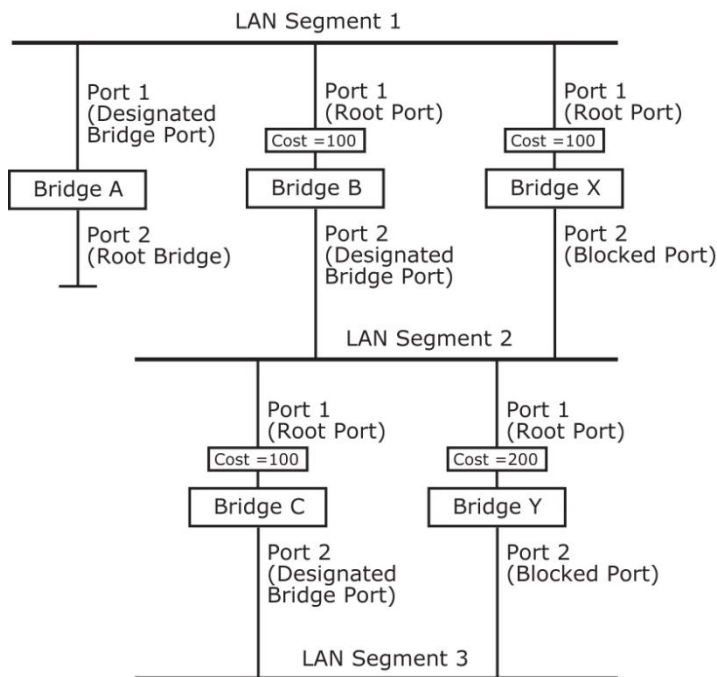 LAN Segment 1
Port 1
(Designated
Bridge Port)
Port 1
(Root Port)
Port 1
(Root Port)
Cost =100
Cost =100
Bridge A
Bridge B
Bridge X
Port 2
(Root Bridge)
Port 2
(Designated
Bridge Port)
Port 2
(Blocked Port)
LAN Segment 2
Port 1
(Root Port)
Port 1
(Root Port)
Cost =100
Cost =200
Bridge C
Bridge Y
Port 2
(Designated
Bridge Port)
Port 2
(Blocked Port)
LAN Segment 3